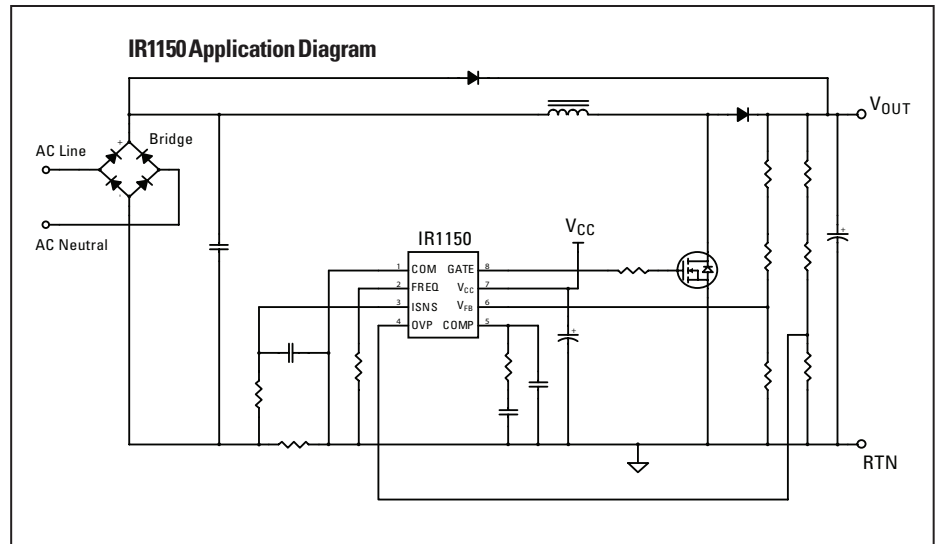 IR1150 Application Diagram
VOUT
AC Line
+
Bridge
-
AC Neutral
VCC
+
IR1150
1 COM GATE 8
2 FREQ VCC 7
3 ISNS VFB 6
4 OVP COMP 5
+
RTN